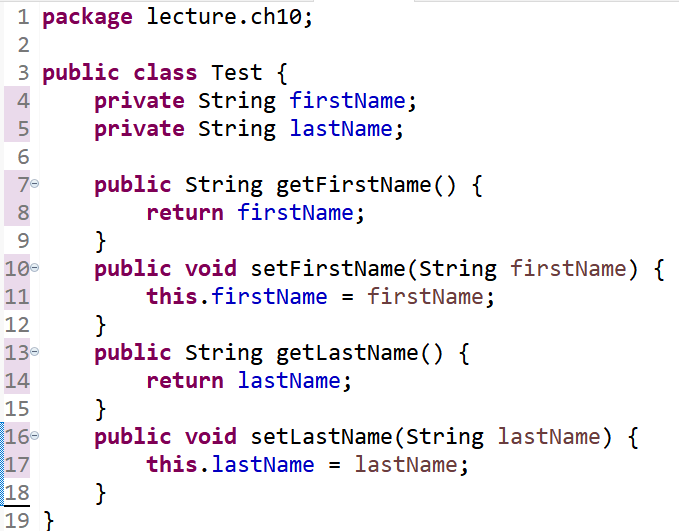 1 package lecture.ch10;
2
3 public class Test {
4     private String firstName;
5     private String lastName;
6
7     public String getFirstName() {
8         return firstName;
9     }
10     public void setFirstName(String firstName) {
11         this.firstName = firstName;
12     }
13     public String getLastName() {
14         return lastName;
15     }
16     public void setLastName(String lastName) {
17         this.lastName = lastName;
18     }
19 }